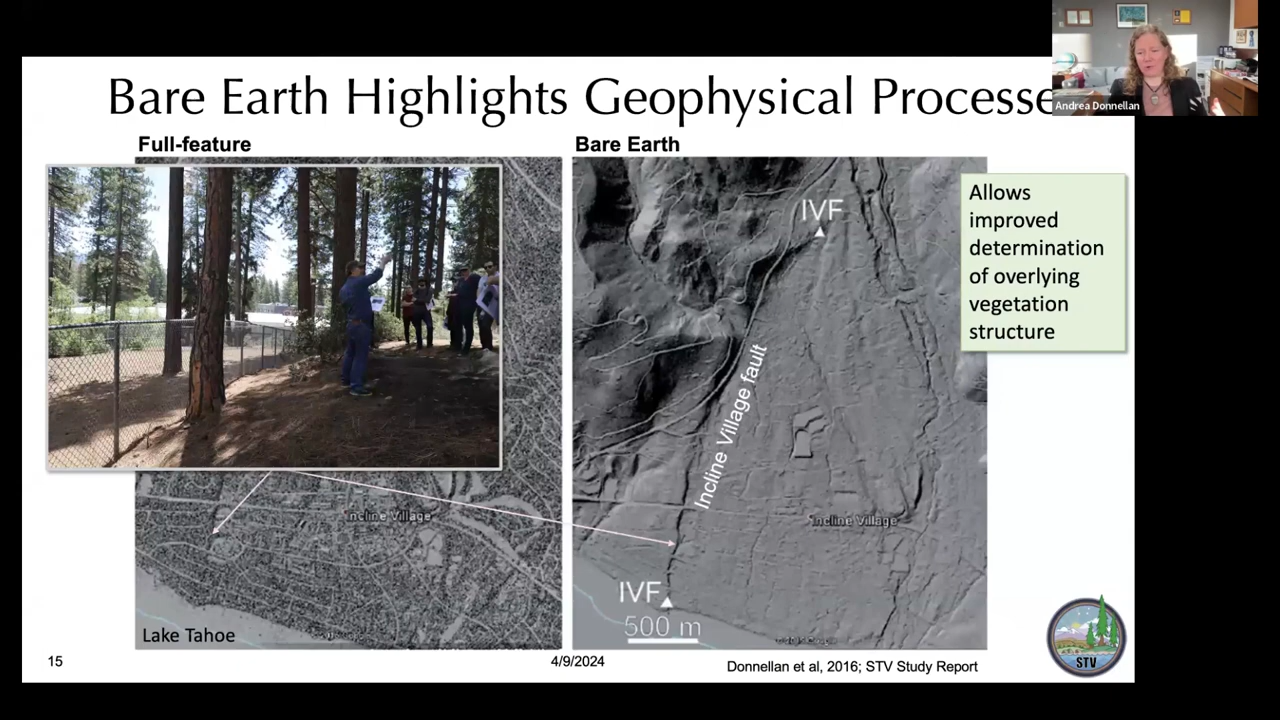 Bare Earth Highlights Geophysical Processe
Andrea Donnellan
Full-feature
Bare Earth
Allows
improved
determination
of overlying
vegetation
structure
IVF
Incline Village fault
Incline Village
Incline Village
IVF
500 m
Lake Tahoe
15
4/9/2024
Donnellan et al, 2016; STV Study Report
STV